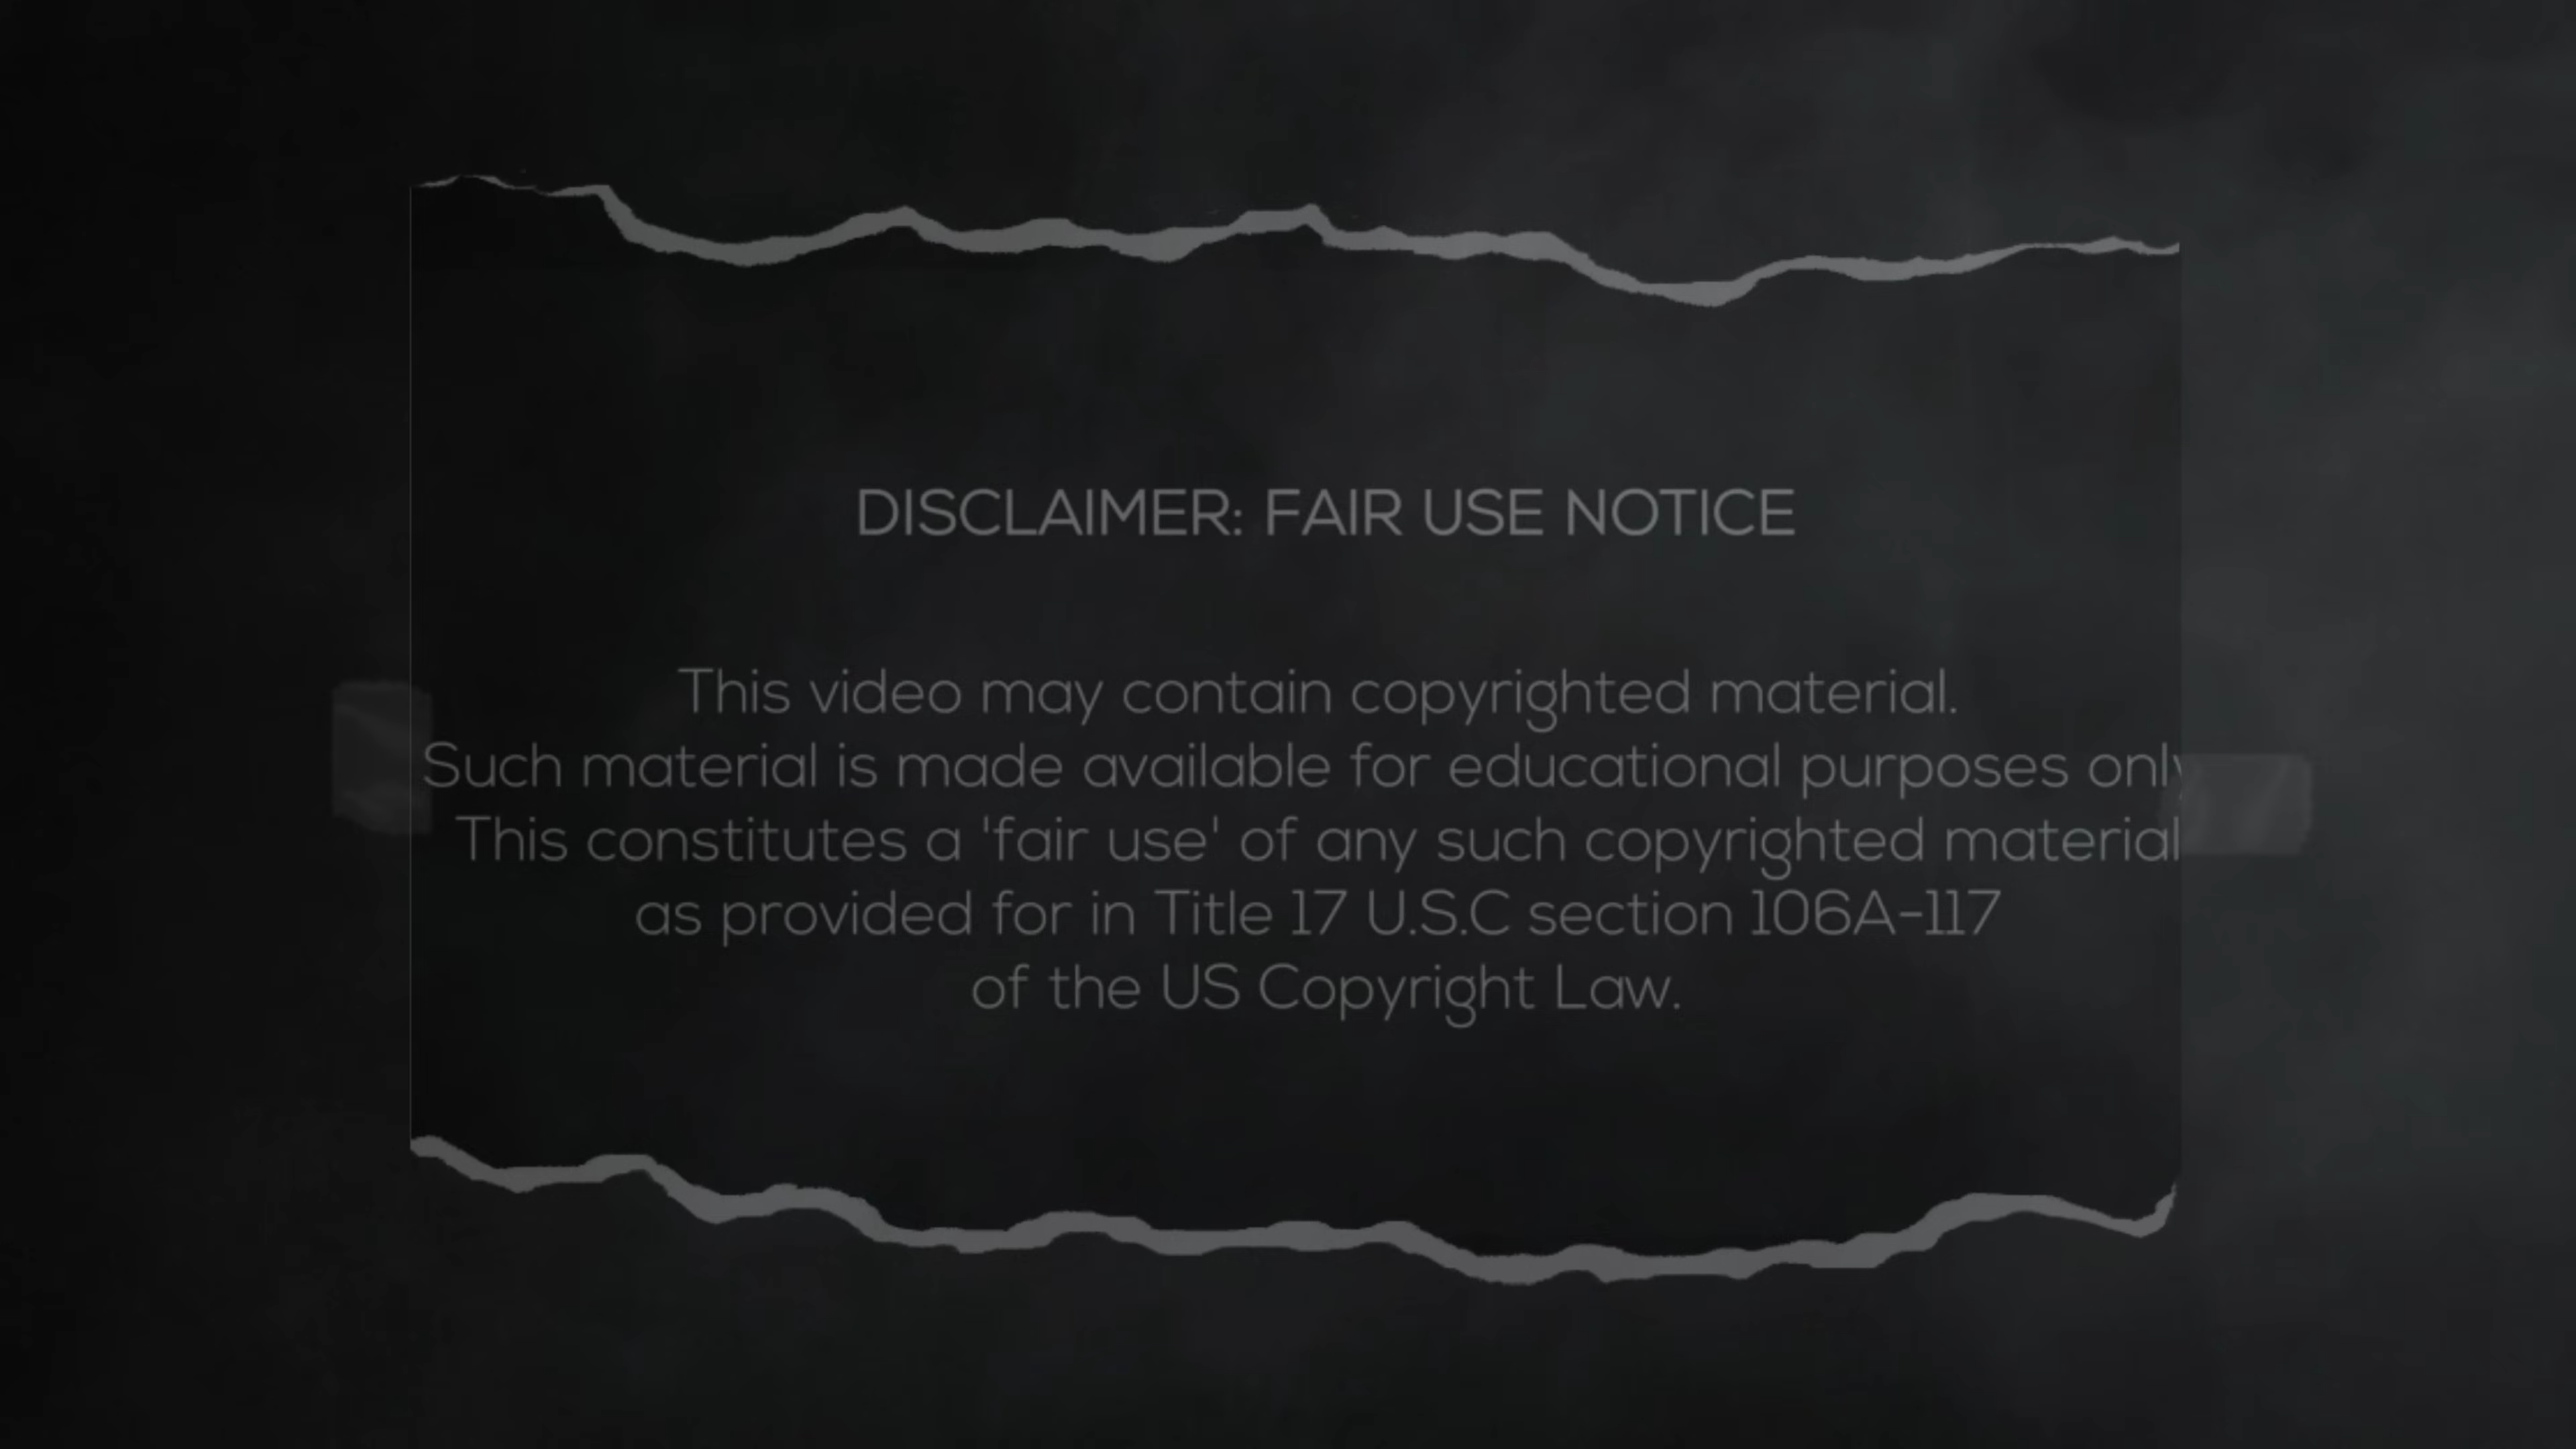 DISCLAIMER: FAIR USE NOTICE
This video may contain copyrighted material.
Such material is made available for educational purposes only
This constitutes a 'fair use' of any such copyrighted material
as provided for in Title 17 U.S.C section 106A-117
of the US Copyright Law.